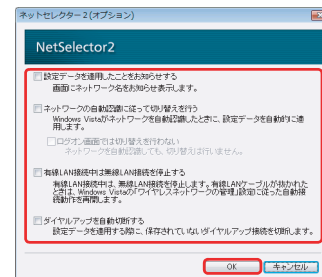 ネットセレクター2(オプション)
NetSelector2
設定データを適用したことをお知らせする
画面にネットワーク名をお知らせ表示します。
ネットワークの自動認識に従って切り替えを行う
Windows Vistaがネットワークを自動認識したときに、設定データを自動的に適
用します。
ログオン画面では切り替えを行わない
ネットワークを自動認識しても、切り替えは行いません。
有線LAN接続中は無線LAN接続を停止する
有線LAN接続中は、無線LAN接続を停止します。有線LANケーブルが抜かれた
ときは、Windows Vistaの「ワイヤレスネットワークの管理」設定に従った自動接
続動作を再開します。
ダイヤルアップを自動切断する
設定データを適用する際に、保存されていないダイヤルアップ接続を切断します。
OK
キャンセル